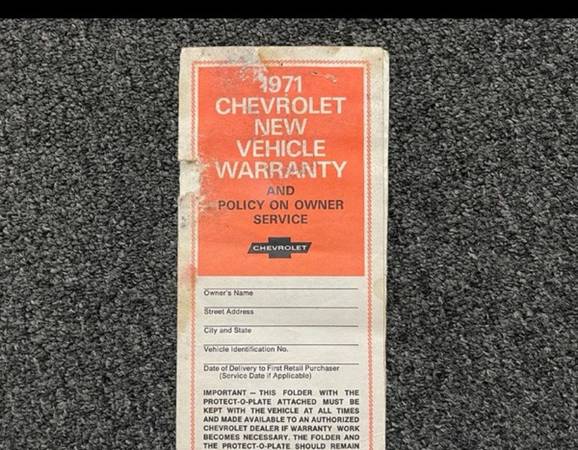 1971
CHEVROLET
NEW
VEHICLE
WARRANTY
AND
POLICY ON OWNER
SERVICE
CHEVROLET
Owner's Name
Street Address
City and State
Vehicle Identification No.
Date of Delivery to First Retail Purchaser
(Service Date if Applicable)
IMPORTANT — THIS FOLDER WITH THE
PROTECT-O-PLATE ATTACHED MUST BE
KEPT WITH THE VEHICLE AT ALL TIMES
AND MADE AVAILABLE TO AN AUTHORIZED
CHEVROLET DEALER IF WARRANTY WORK
BECOMES NECESSARY. THE FOLDER AND
THE PROTECT-O-PLATE SHOULD REMAIN